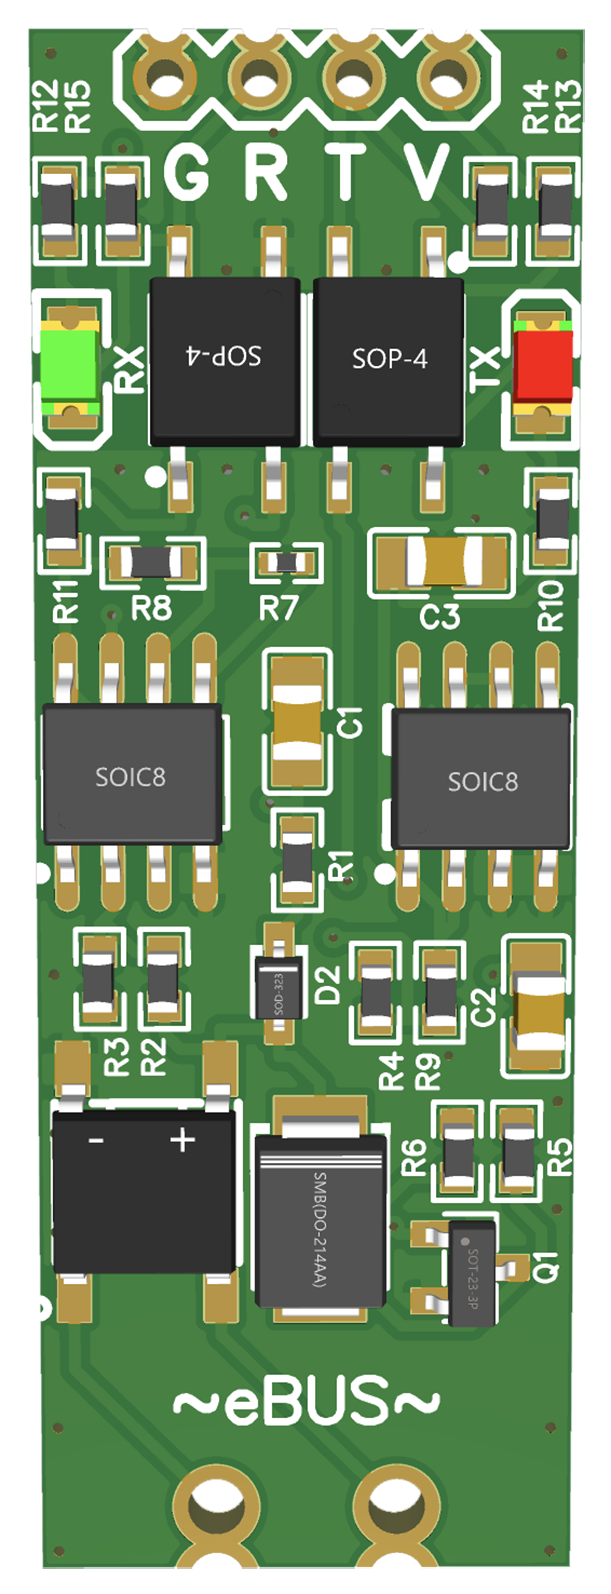 R12 R15 R14 R13
G R T V
RX SOP-4 SOP-4 TX
R11 R8 R7 C3 R10
C1
SOIC8 SOIC8
R1
R3 R2 SOD-323 D2 R4 R9 C2
- +
SMB(DO-214AA)
R6 R5
SOT-23-3P Q1
~eBUS~